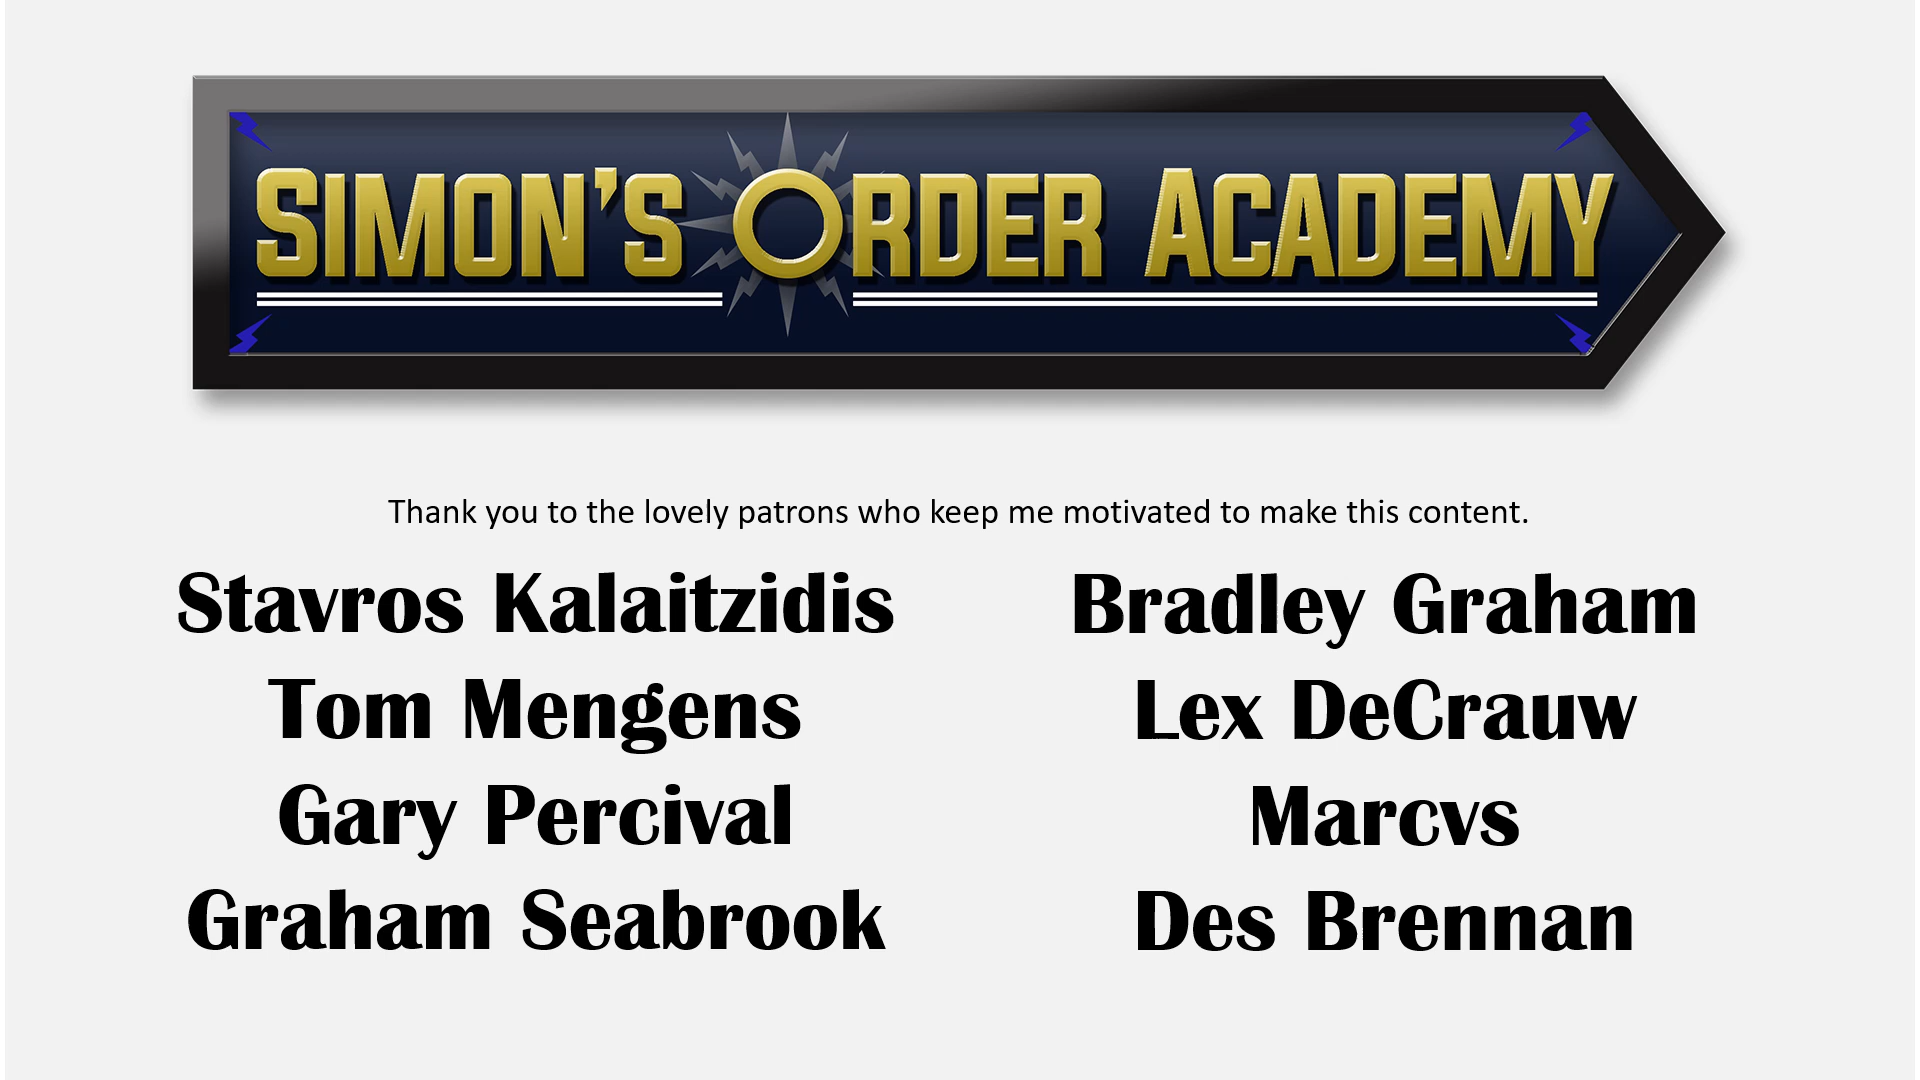 SIMON'S ORDER ACADEMY
Thank you to the lovely patrons who keep me motivated to make this content.
Stavros Kalaitzidis
Tom Mengens
Gary Percival
Graham Seabrook
Bradley Graham
Lex DeCrauw
Marcvs
Des Brennan